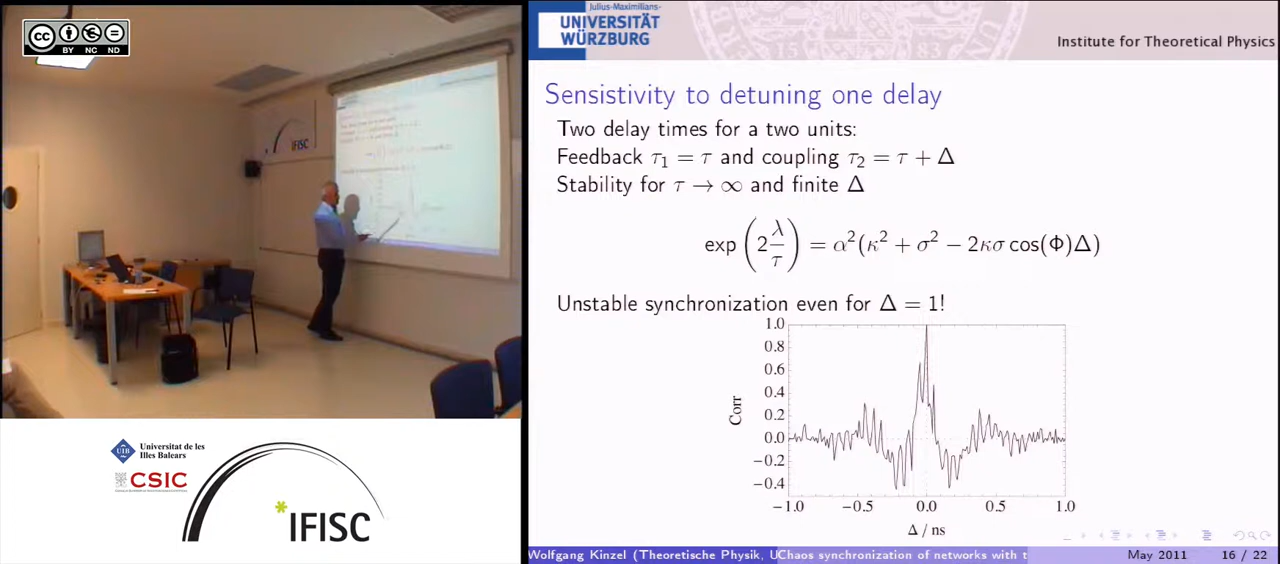 cc
BY NC ND
IFISC
Universitat de les
Illes Balears
UIB
CSIC
*IFISC
Julius-Maximilians-
UNIVERSITÄT
WÜRZBURG
Institute for Theoretical Physics
Sensistivity to detuning one delay
Two delay times for a two units:
Feedback τ₁ = τ and coupling τ₂ = τ + Δ
Stability for τ → ∞ and finite Δ
exp(2 λ/τ) = α²(κ² + σ² − 2κσ cos(Φ)Δ)
Unstable synchronization even for Δ = 1!
1.0
0.8
0.6
0.4
0.2
0.0
−0.2
−0.4
Corr
−1.0 −0.5 0.0 0.5 1.0
Δ / ns
Wolfgang Kinzel (Theoretische Physik, UChaos synchronization of networks with t May 2011 16 / 22